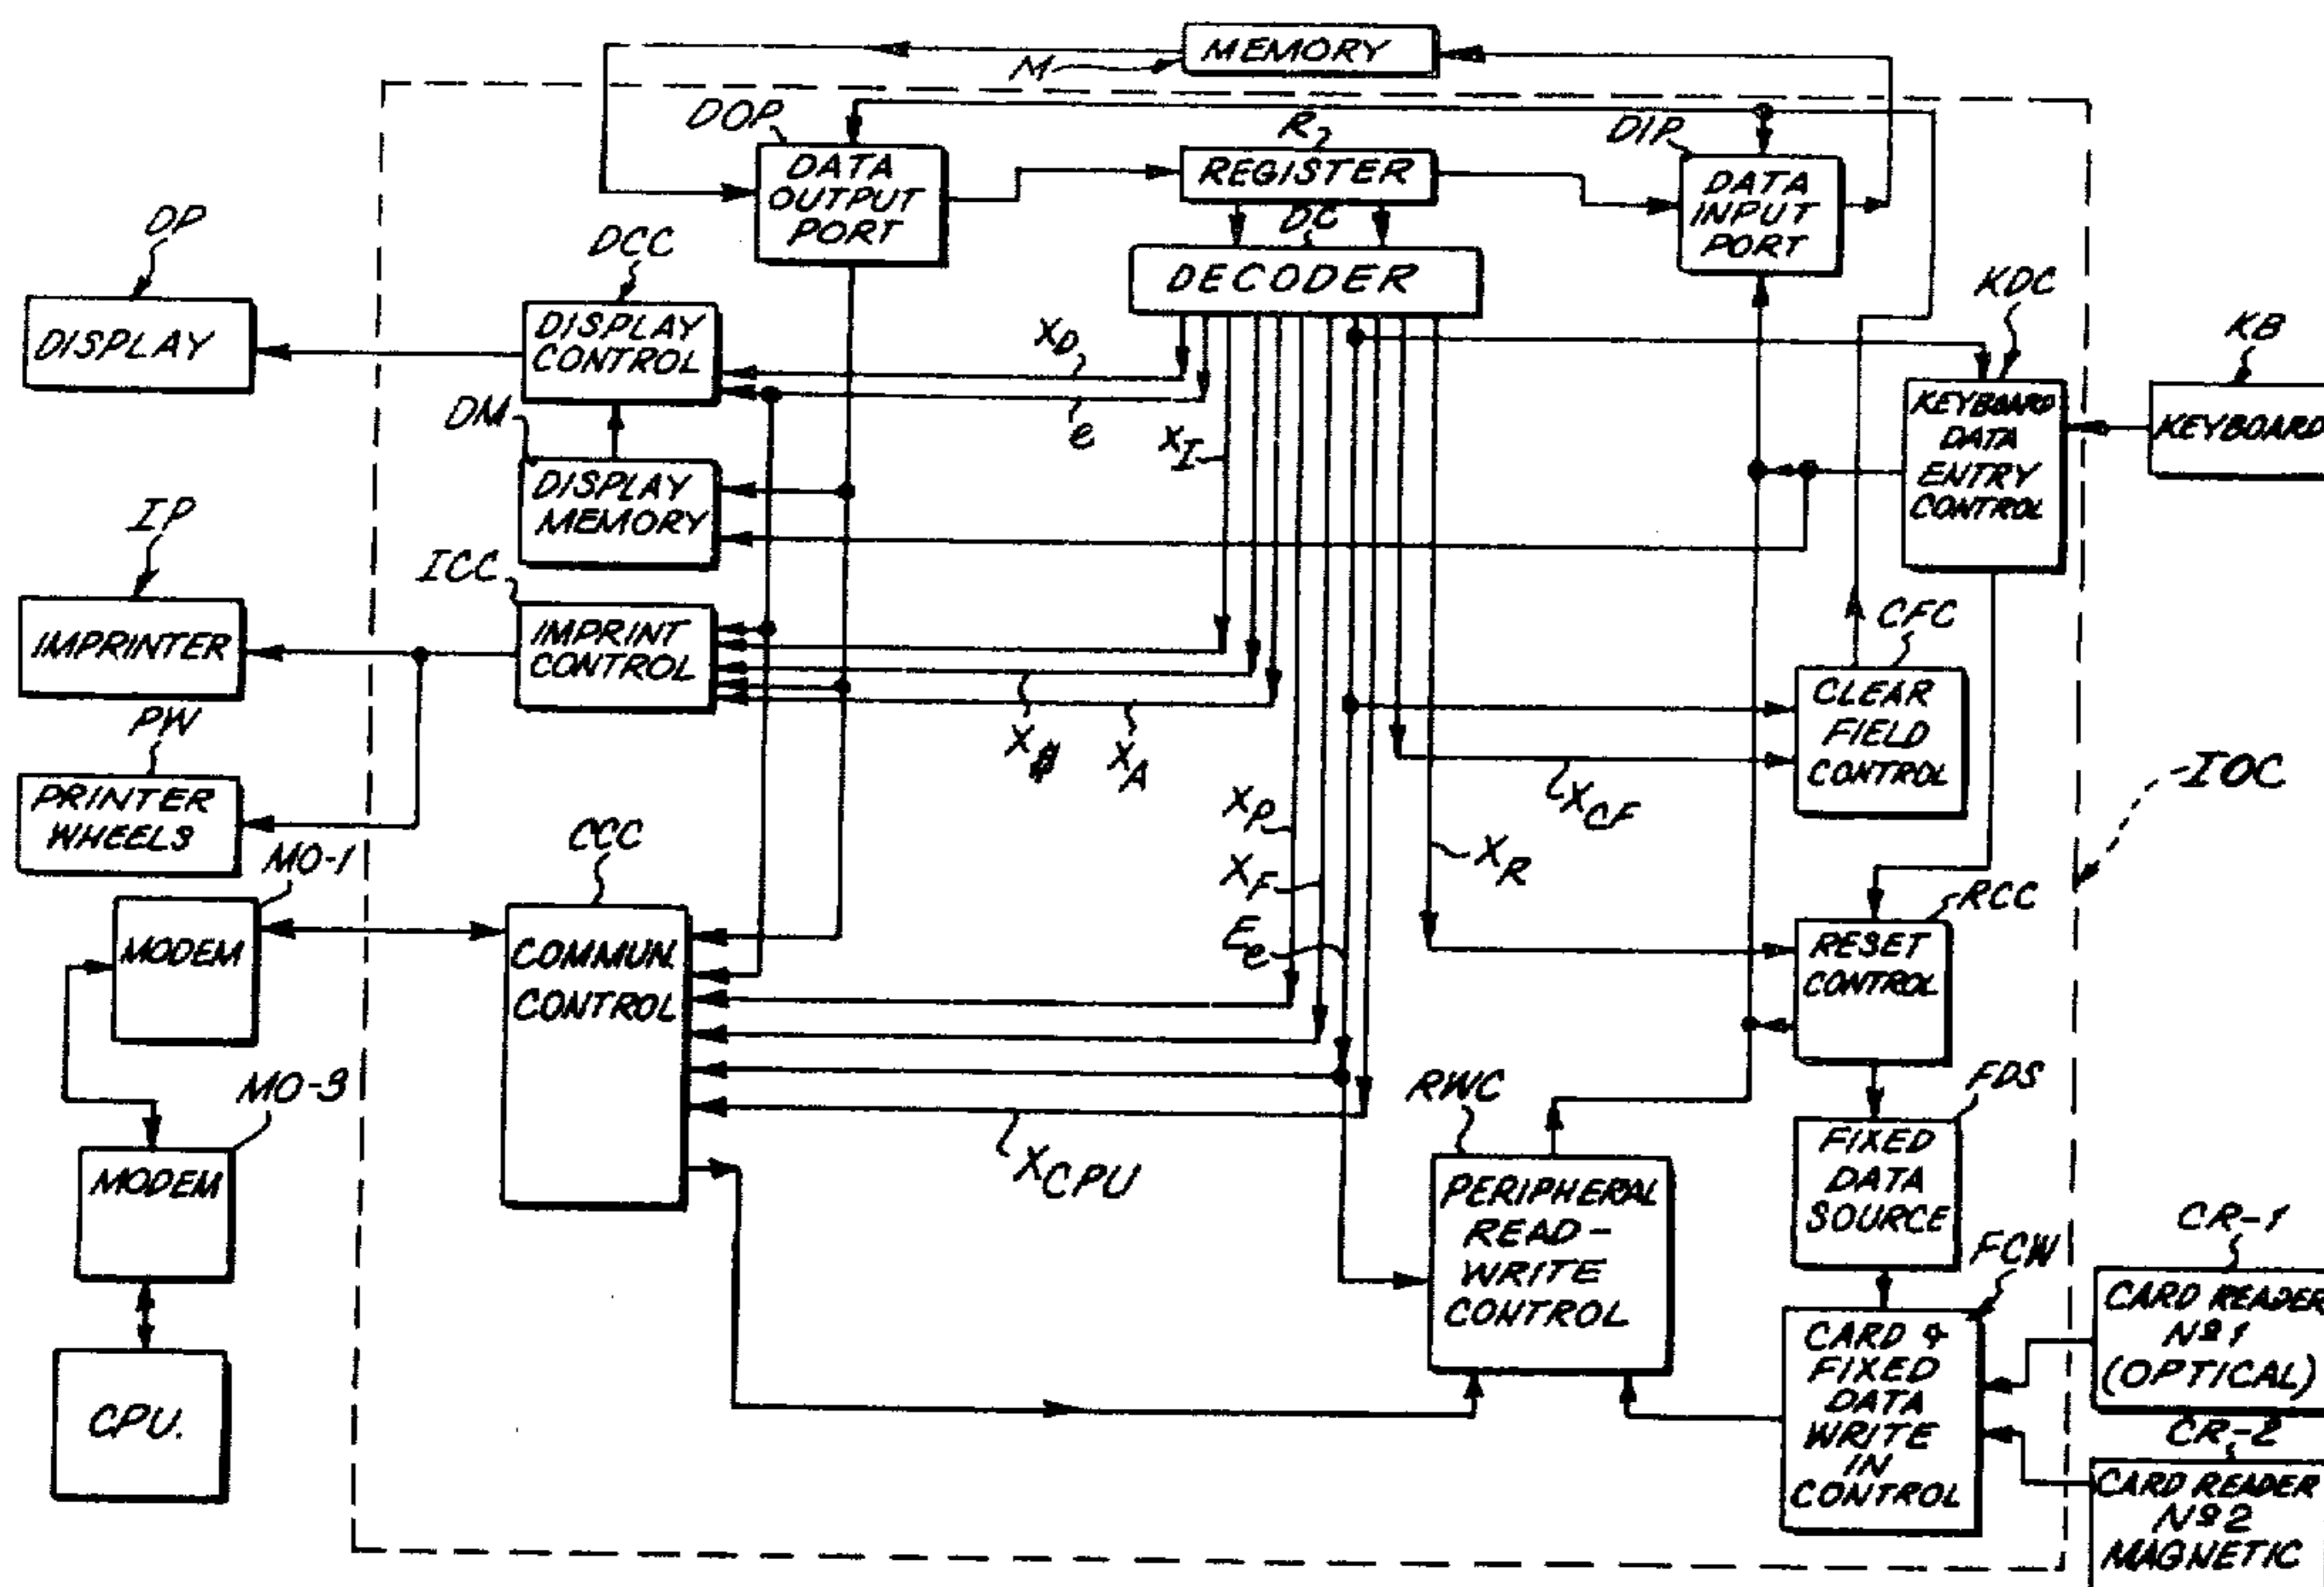 MEMORY
M
DOP
R
DIP
DATA
OUTPUT
PORT
REGISTER
DATA
INPUT
PORT
DC
DECODER
DP
DCC
KDC
KB
DISPLAY
DISPLAY
CONTROL
XD
e
KEYBOARD
DATA
ENTRY
CONTROL
KEYBOARD
DM
DISPLAY
MEMORY
XI
IP
ICC
IMPRINTER
IMPRINT
CONTROL
CFC
CLEAR
FIELD
CONTROL
PW
PRINTER
WHEELS
XA
XCF
IOC
XP
XF
Ee
XR
MO-1
MODEM
CCC
COMMUN.
CONTROL
RCC
RESET
CONTROL
MO-3
MODEM
XCPU
RWC
PERIPHERAL
READ-
WRITE
CONTROL
FDS
FIXED
DATA
SOURCE
CPU.
FCW
CARD &
FIXED
DATA
WRITE
IN
CONTROL
CR-1
CARD READER
Nº1
(OPTICAL)
CR-2
CARD READER
Nº2
MAGNETIC